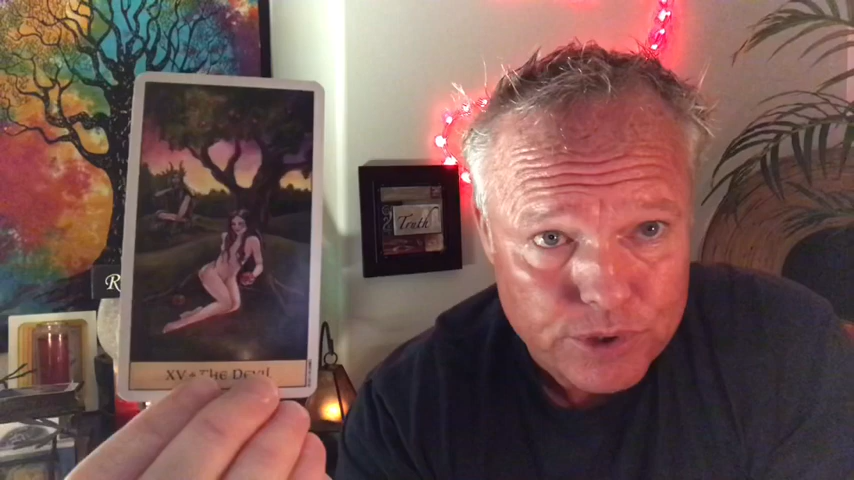 R
Truth
XV ♦ The Devil